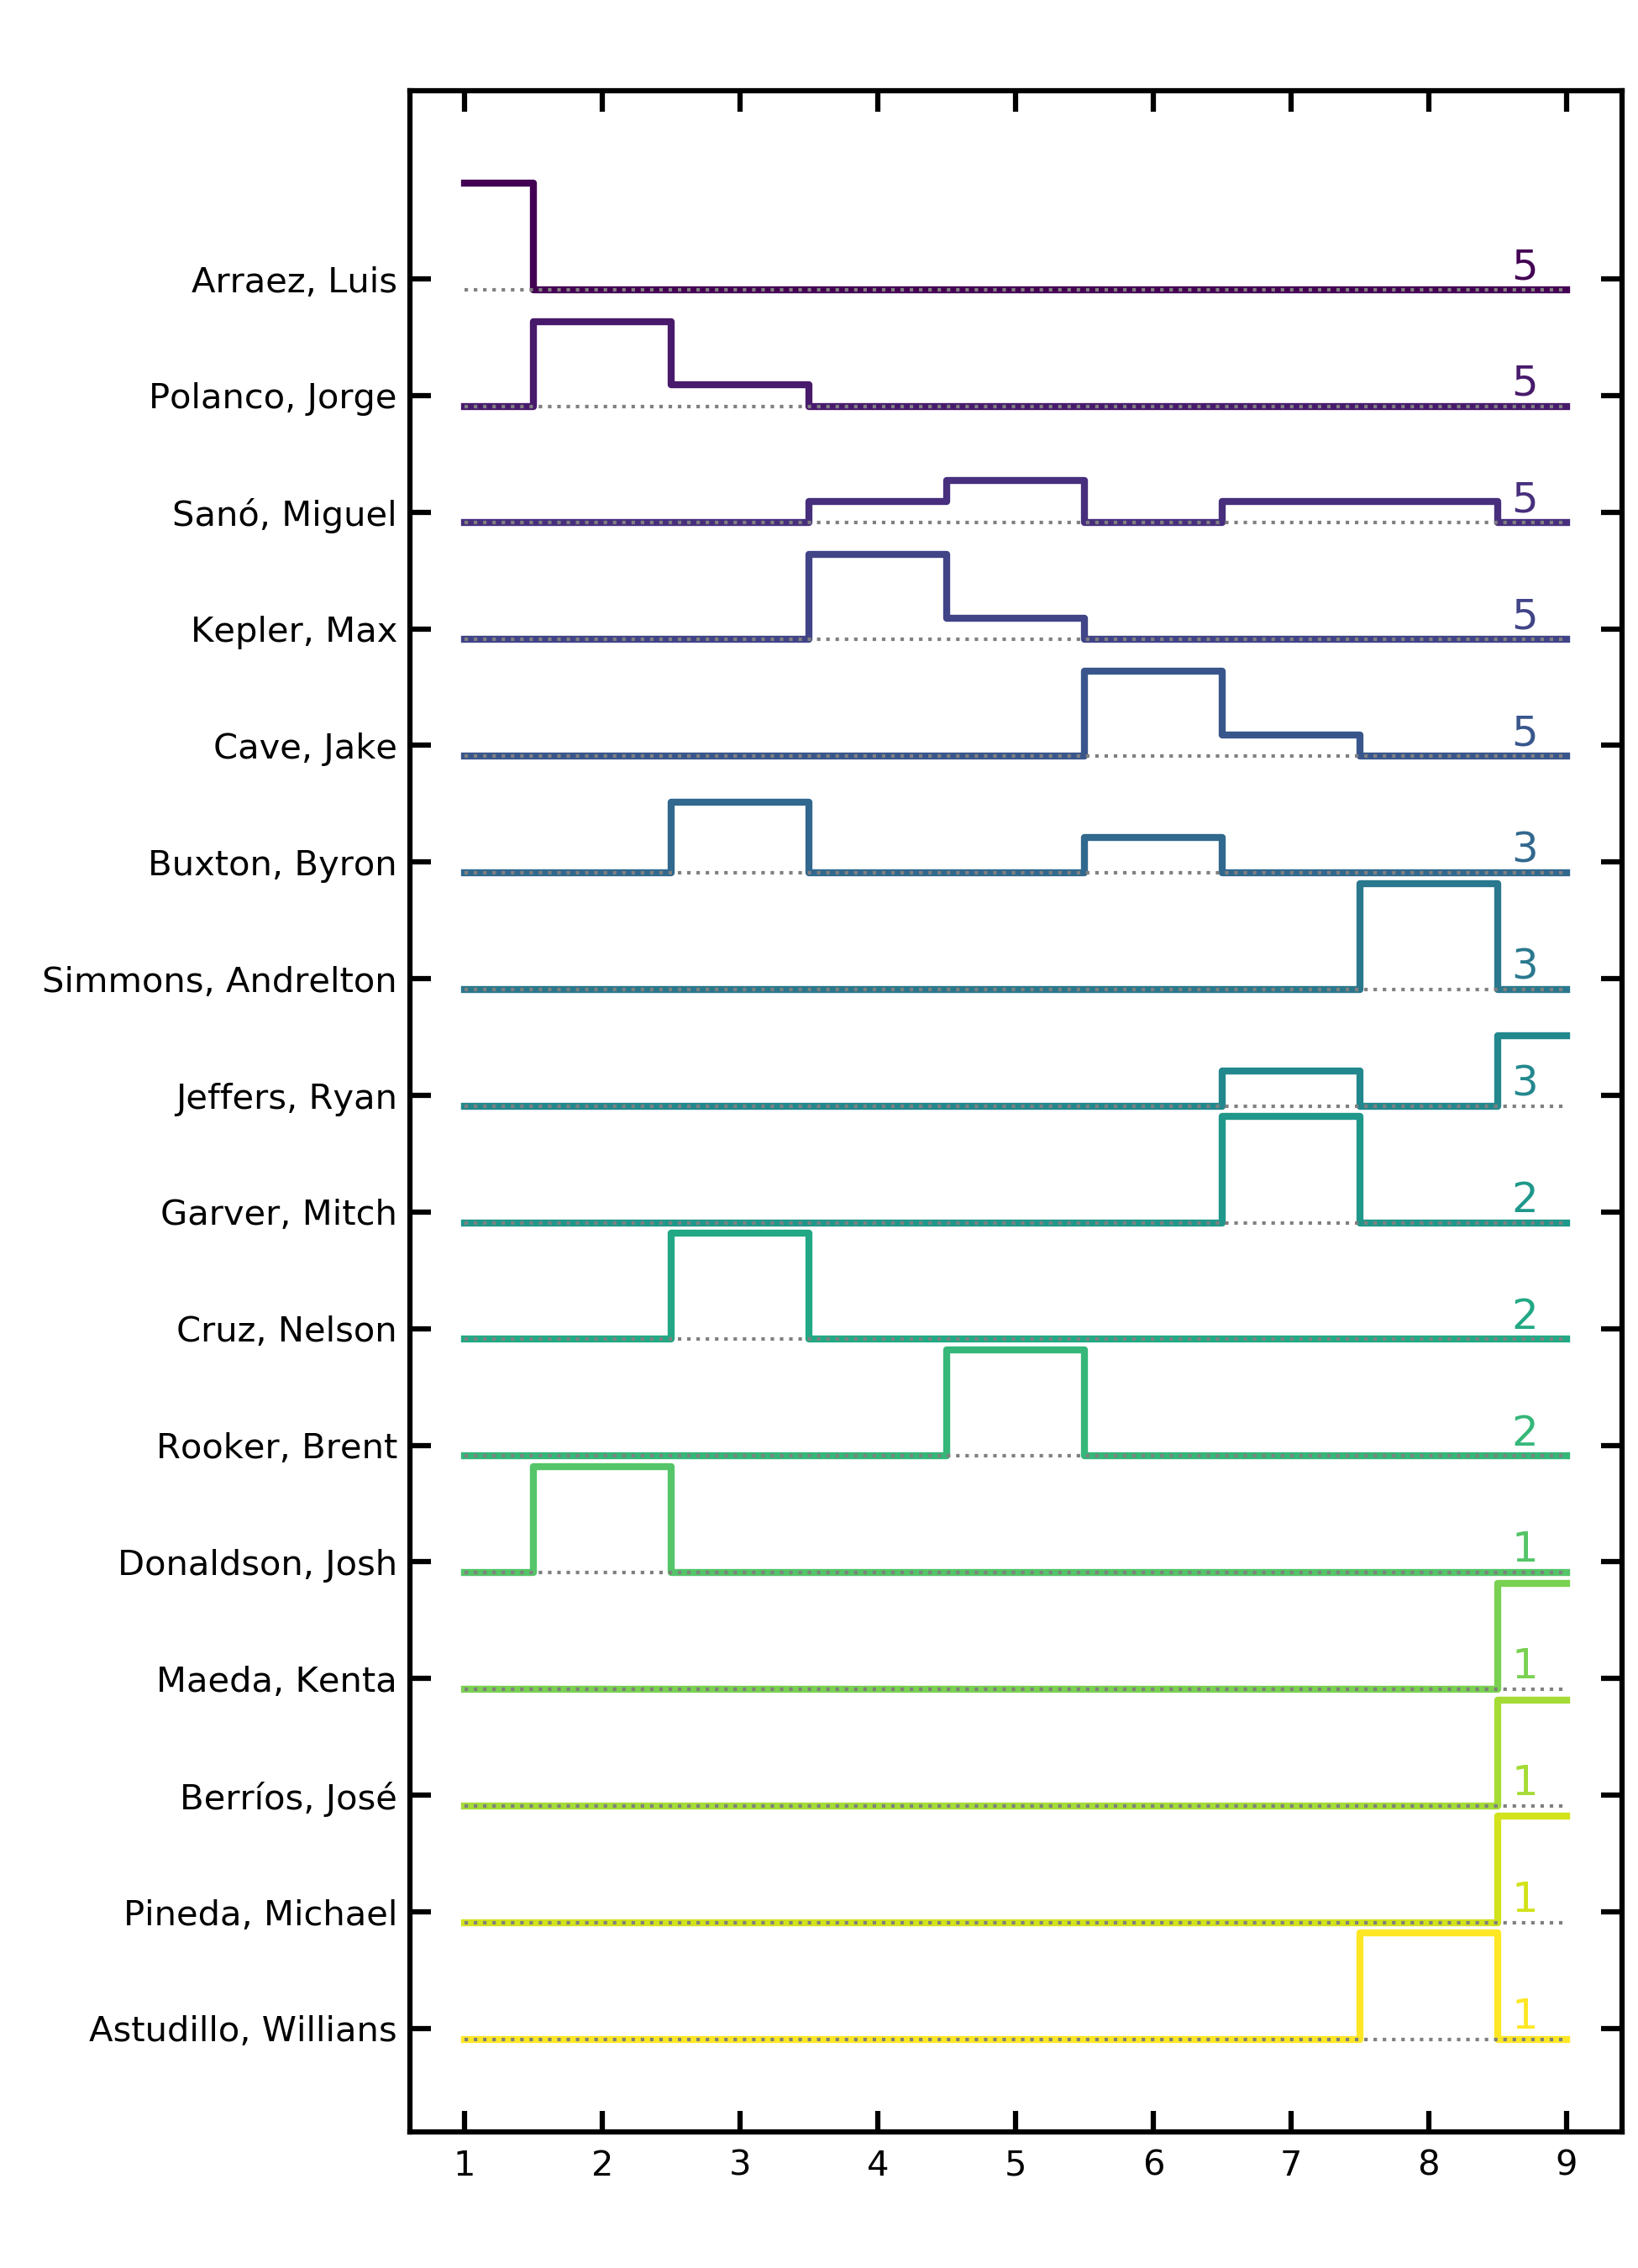 Arraez, Luis 5
Polanco, Jorge 5
Sanó, Miguel 5
Kepler, Max 5
Cave, Jake 5
Buxton, Byron 3
Simmons, Andrelton 3
Jeffers, Ryan 3
Garver, Mitch 2
Cruz, Nelson 2
Rooker, Brent 2
Donaldson, Josh 1
Maeda, Kenta 1
Berríos, José 1
Pineda, Michael 1
Astudillo, Willians 1
1 2 3 4 5 6 7 8 9